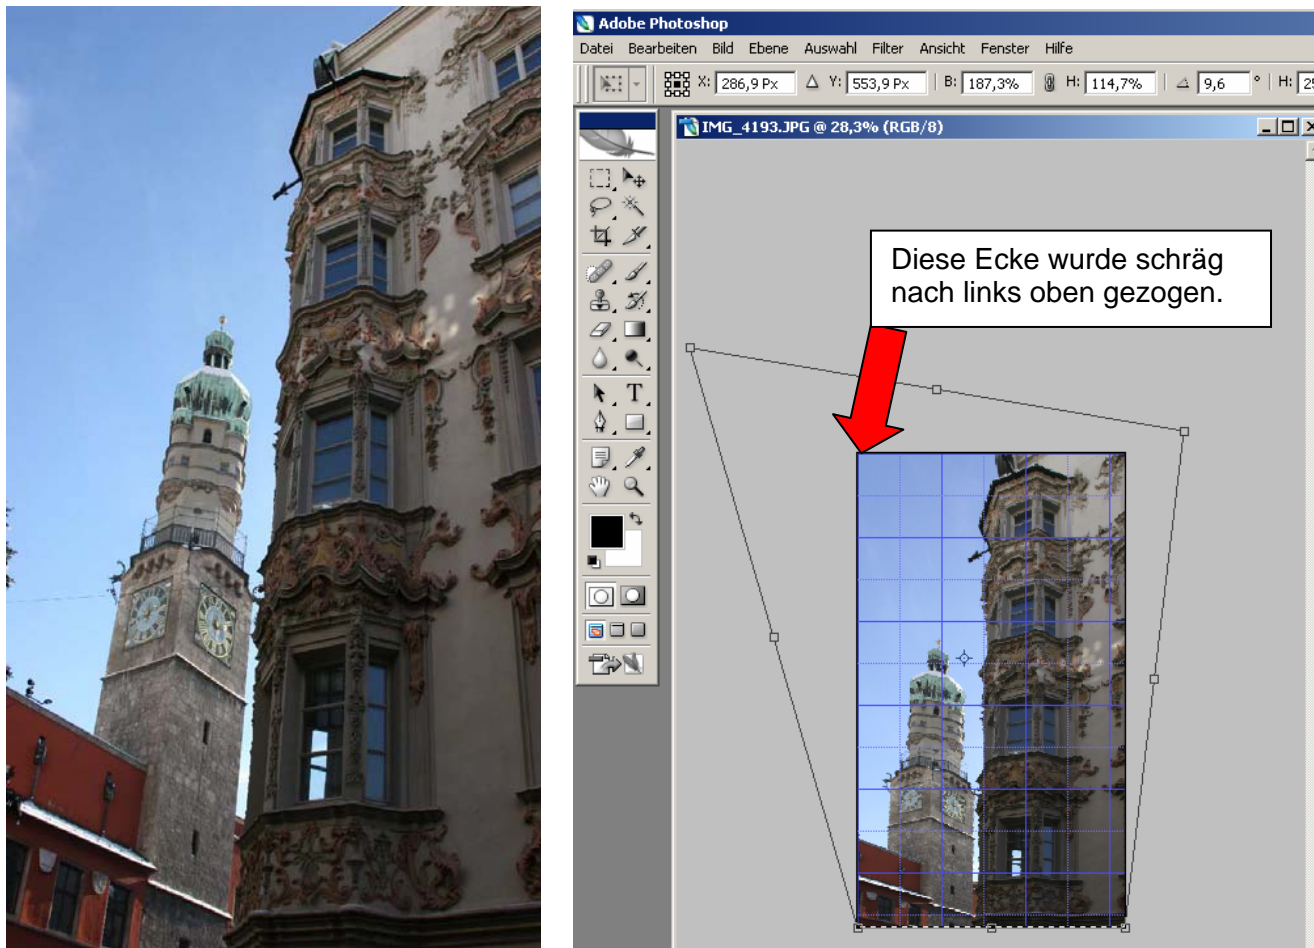 Adobe Photoshop
Datei Bearbeiten Bild Ebene Auswahl Filter Ansicht Fenster Hilfe
X: 286,9 Px Y: 553,9 Px B: 187,3% H: 114,7% 9,6 ° H:
IMG_4193.JPG @ 28,3% (RGB/8)
Diese Ecke wurde schräg
nach links oben gezogen.
T